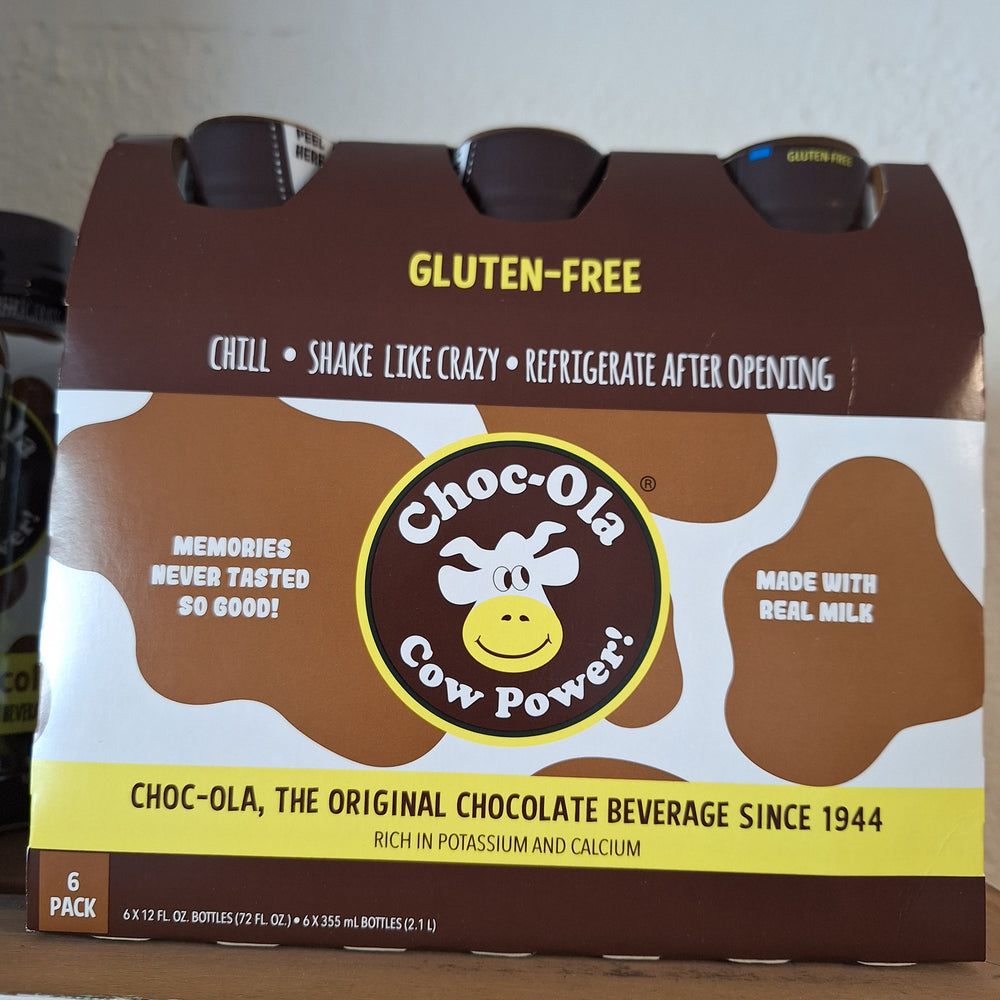 PEEL
HERE
GLUTEN-FREE
GLUTEN-FREE
CHILL • SHAKE LIKE CRAZY • REFRIGERATE AFTER OPENING
Choc-Ola
®
MEMORIES
NEVER TASTED
SO GOOD!
MADE WITH
REAL MILK
Cow Power!
CHOC-OLA, THE ORIGINAL CHOCOLATE BEVERAGE SINCE 1944
RICH IN POTASSIUM AND CALCIUM
6
PACK
6 X 12 FL. OZ. BOTTLES (72 FL. OZ.) • 6 X 355 mL BOTTLES (2.1 L)